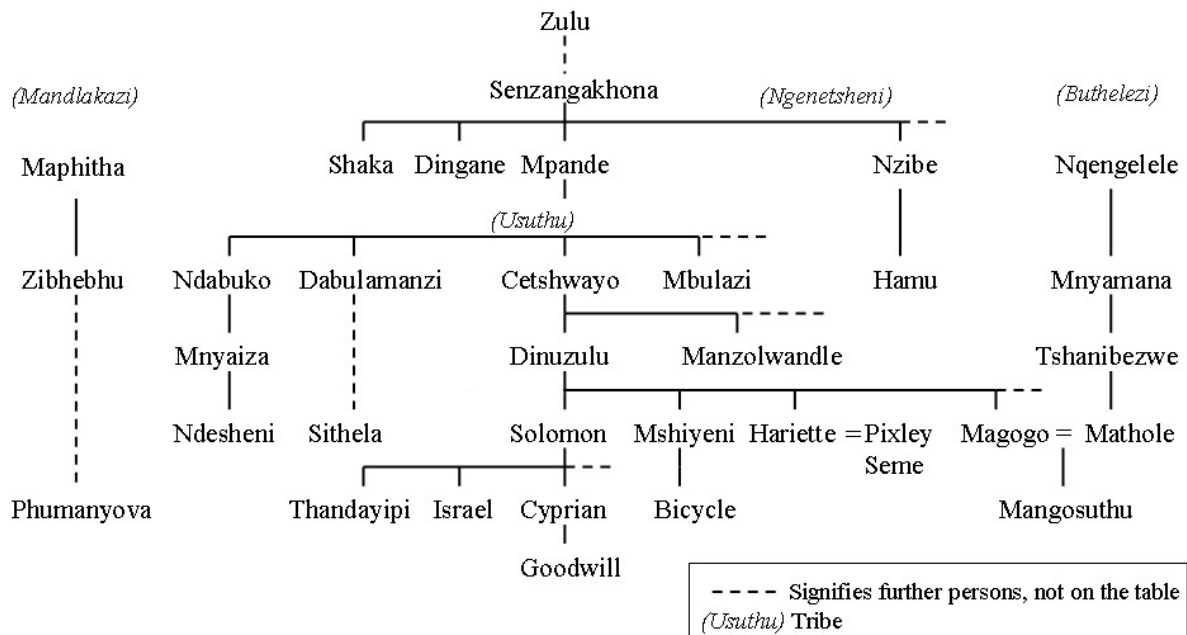 Zulu
Senzangakhona
(Mandlakazi) (Ngenetsheni) (Buthelezi)
Maphitha Shaka Dingane Mpande Nzibe Nqengelele
(Usuthu)
Zibhebhu Ndabuko Dabulamanzi Cetshwayo Mbulazi Hamu Mnyamana
Mnyaiza Dinuzulu Manzolwandle Tshanibezwe
Ndesheni Sithela Solomon Mshiyeni Hariette = Pixley Magogo = Mathole
Seme
Phumanyova Thandayipi Israel Cyprian Bicycle Mangosuthu
Goodwill
---- Signifies further persons, not on the table
(Usuthu) Tribe